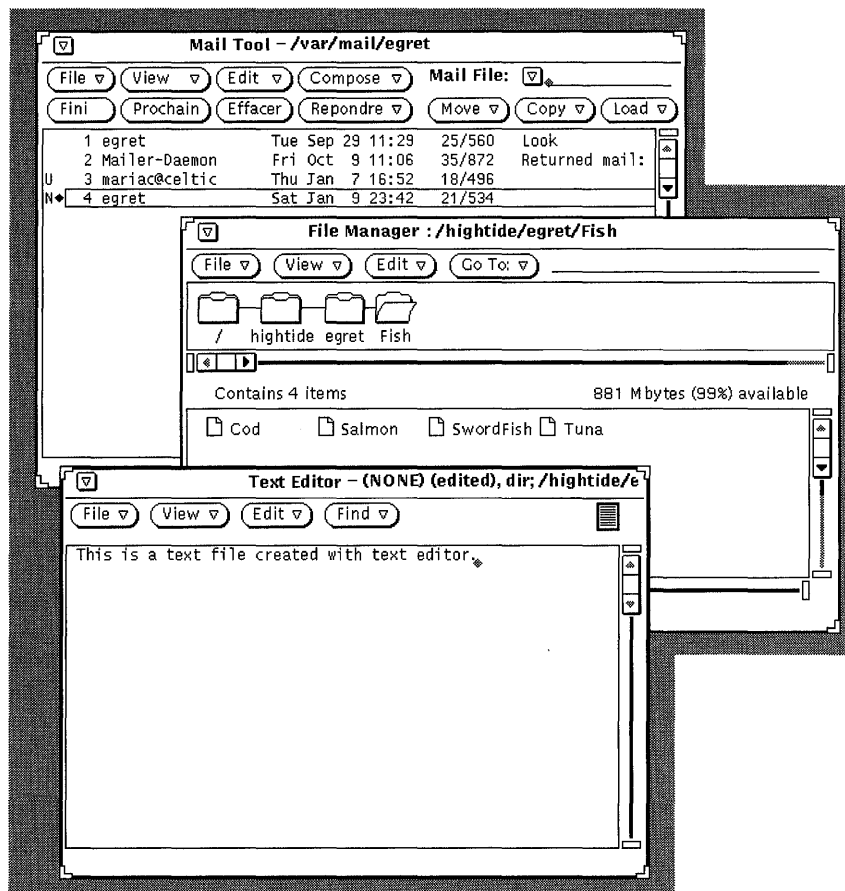 Mail Tool – /var/mail/egret
File View Edit Compose Mail File:
Fini Prochain Effacer Repondre Move Copy Load
1 egret Tue Sep 29 11:29 25/560 Look
2 Mailer-Daemon Fri Oct 9 11:06 35/872 Returned mail:
U 3 mariac@celtic Thu Jan 7 16:52 18/496
N 4 egret Sat Jan 9 23:42 21/534
File Manager : /hightide/egret/Fish
File View Edit Go To:
/ hightide egret Fish
Contains 4 items 881 Mbytes (99%) available
Cod Salmon SwordFish Tuna
Text Editor – (NONE) (edited), dir; /hightide/e
File View Edit Find
This is a text file created with text editor.